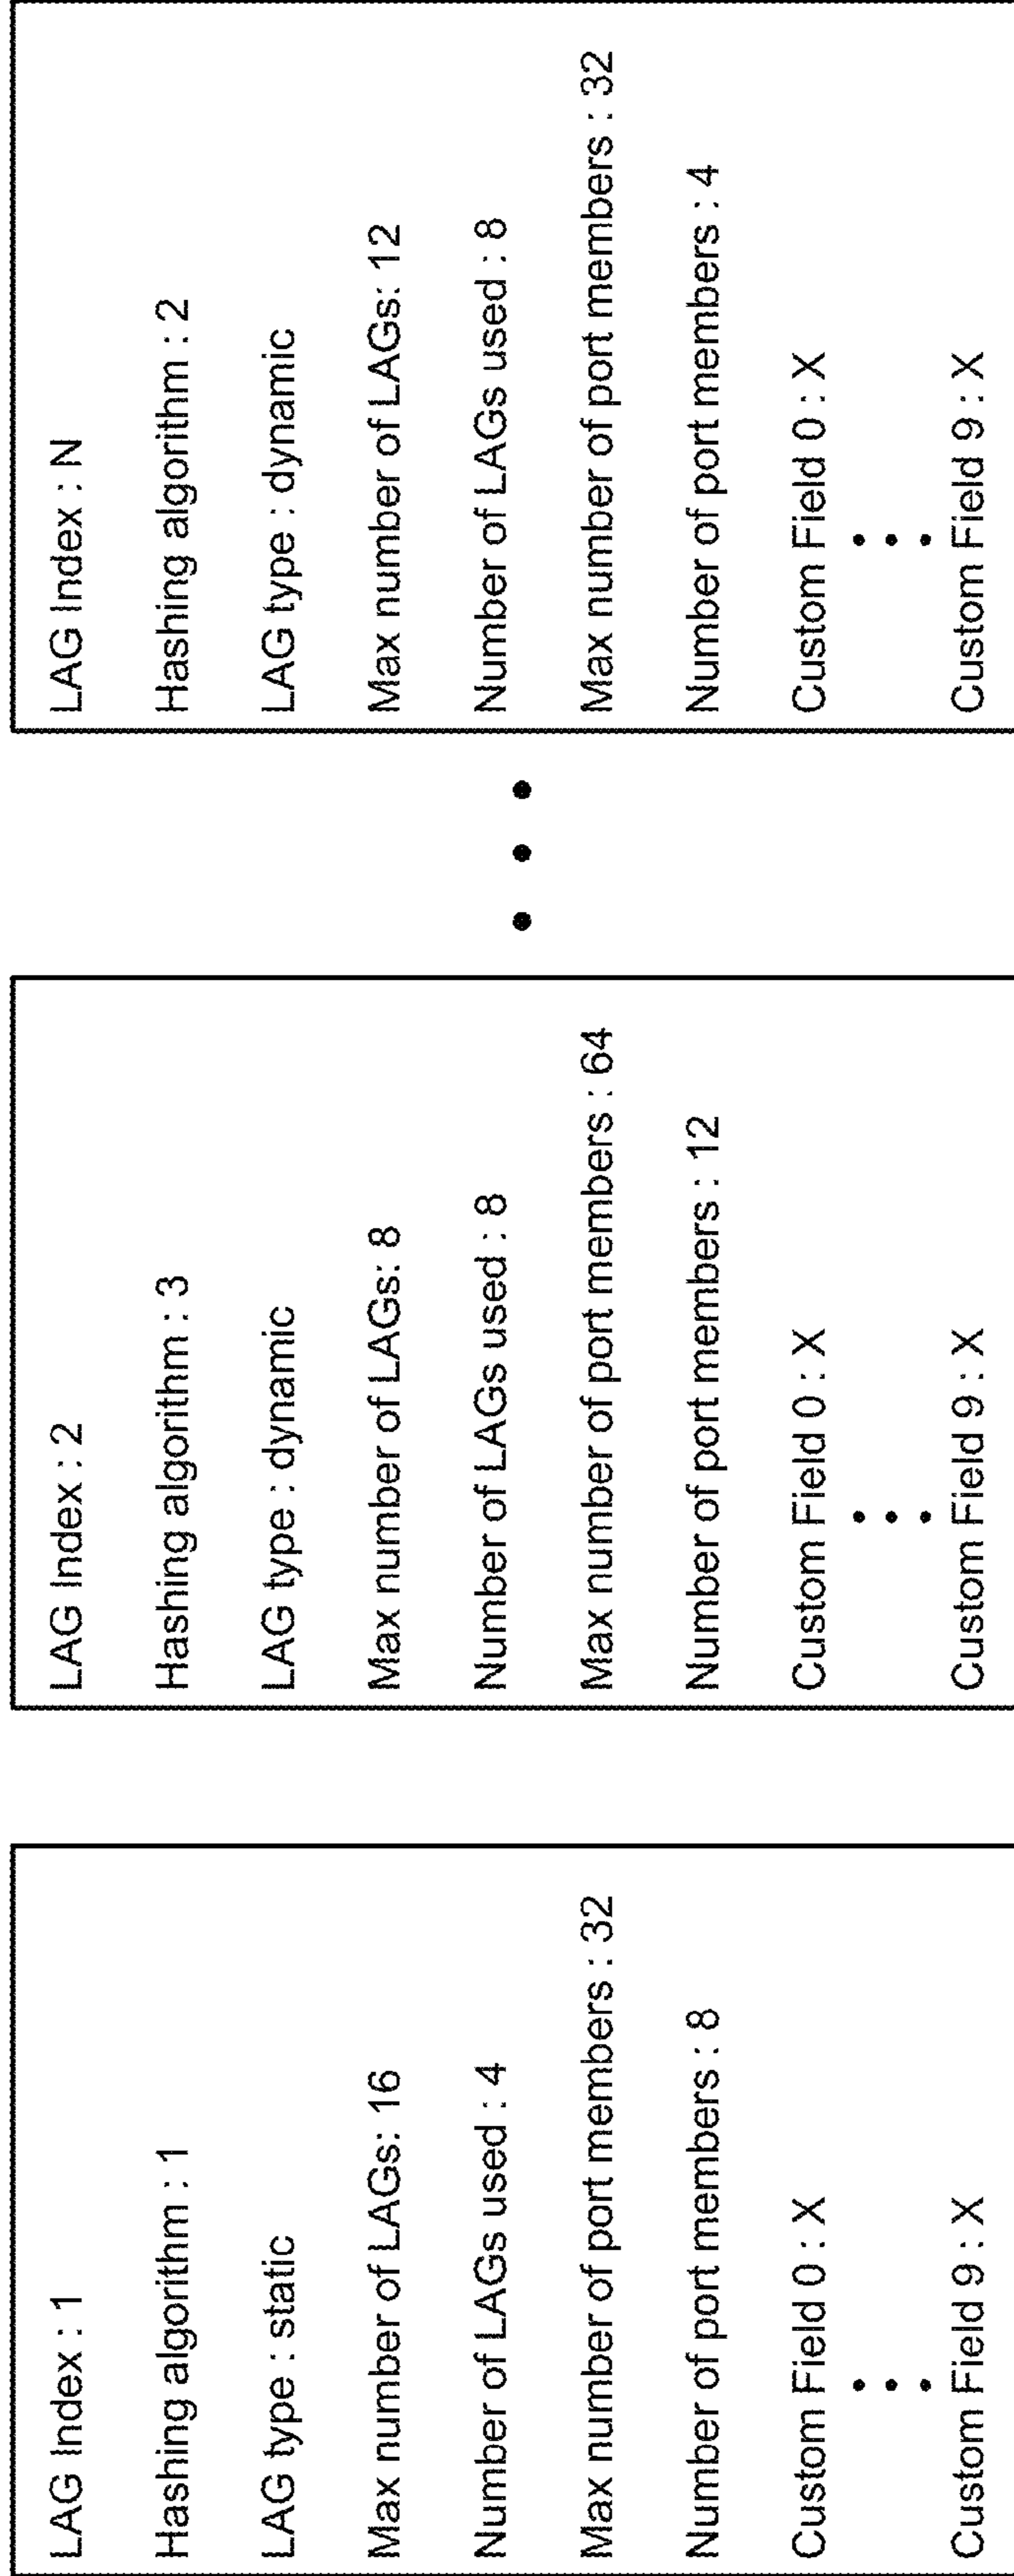 LAG Index : 1
Hashing algorithm : 1
LAG type : static
Max number of LAGs: 16
Number of LAGs used : 4
Max number of port members : 32
Number of port members : 8
Custom Field 0 : X
Custom Field 9 : X
LAG Index : 2
Hashing algorithm : 3
LAG type : dynamic
Max number of LAGs: 8
Number of LAGs used : 8
Max number of port members : 64
Number of port members : 12
Custom Field 0 : X
Custom Field 9 : X
LAG Index : N
Hashing algorithm : 2
LAG type : dynamic
Max number of LAGs: 12
Number of LAGs used : 8
Max number of port members : 32
Number of port members : 4
Custom Field 0 : X
Custom Field 9 : X